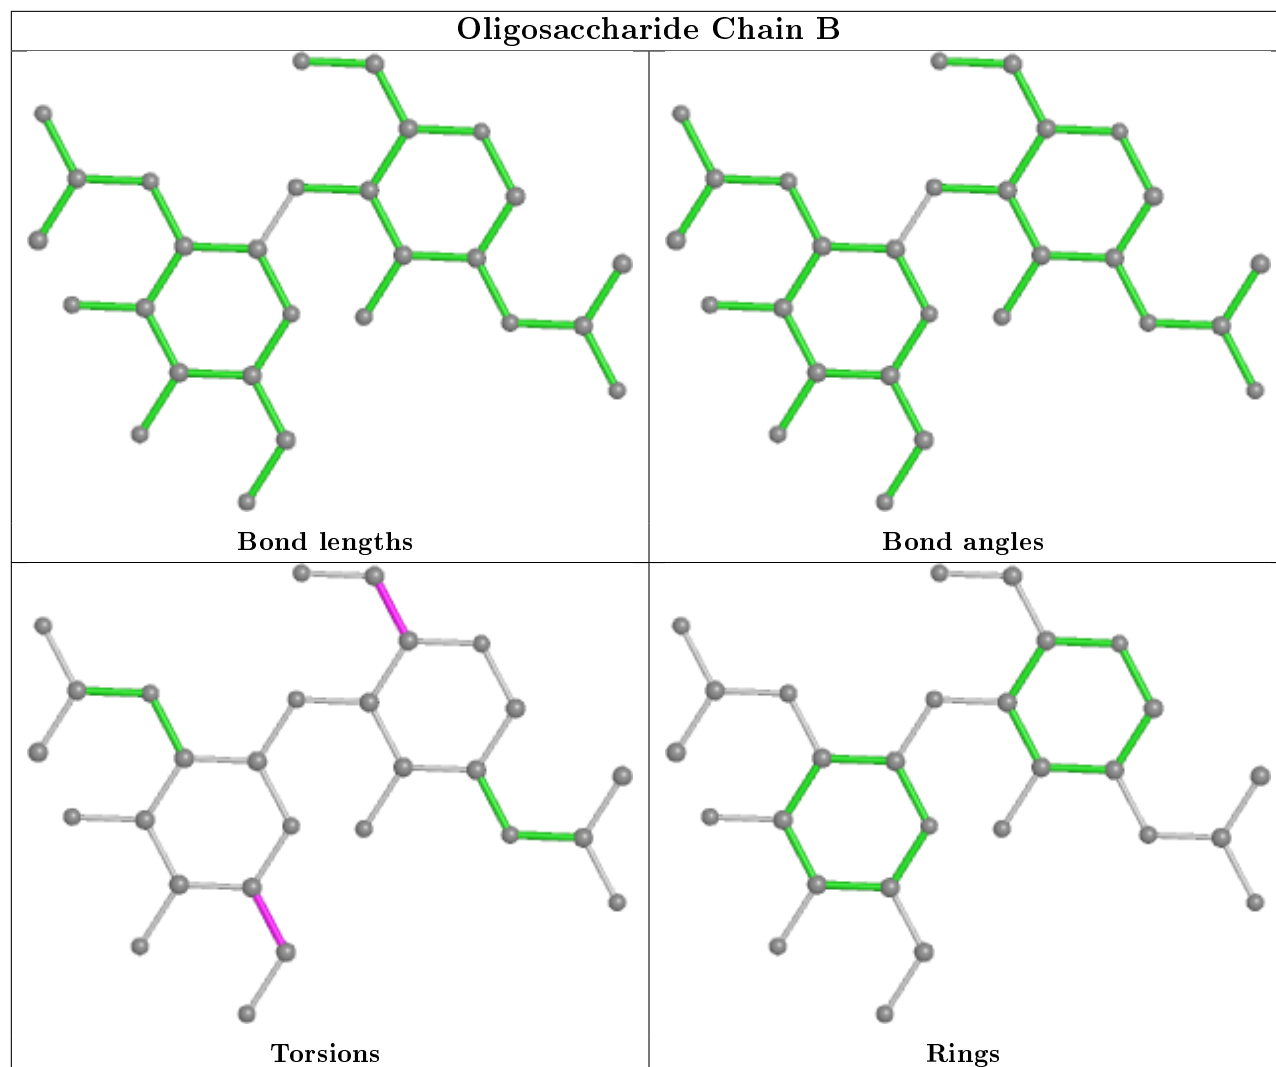 Oligosaccharide Chain B
Bond lengths
Bond angles
Torsions
Rings